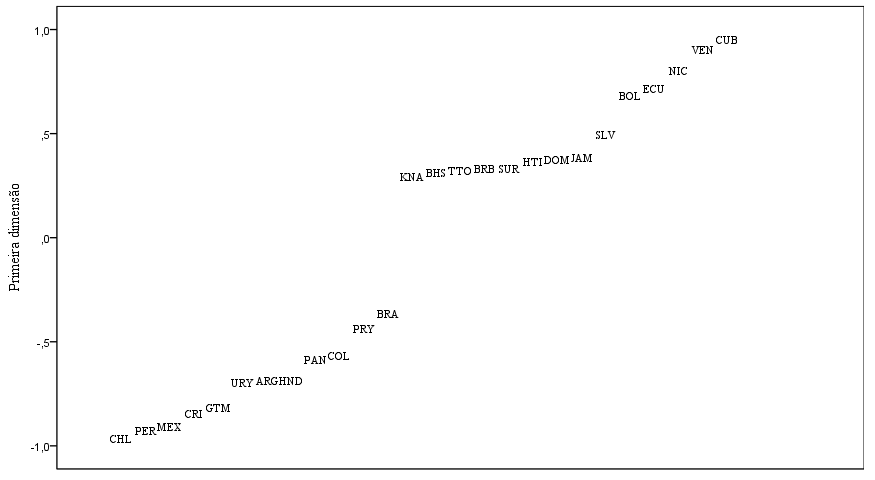 1,0
CUB
VEN
NIC
ECU
BOL
,5
SLV
KNA BHS TTO BRB SUR HTI DOM JAM
Primeira dimensão
,0
BRA
PRY
-,5
PAN COL
URY ARG HND
CRI GTM
CHL PER MEX
-1,0